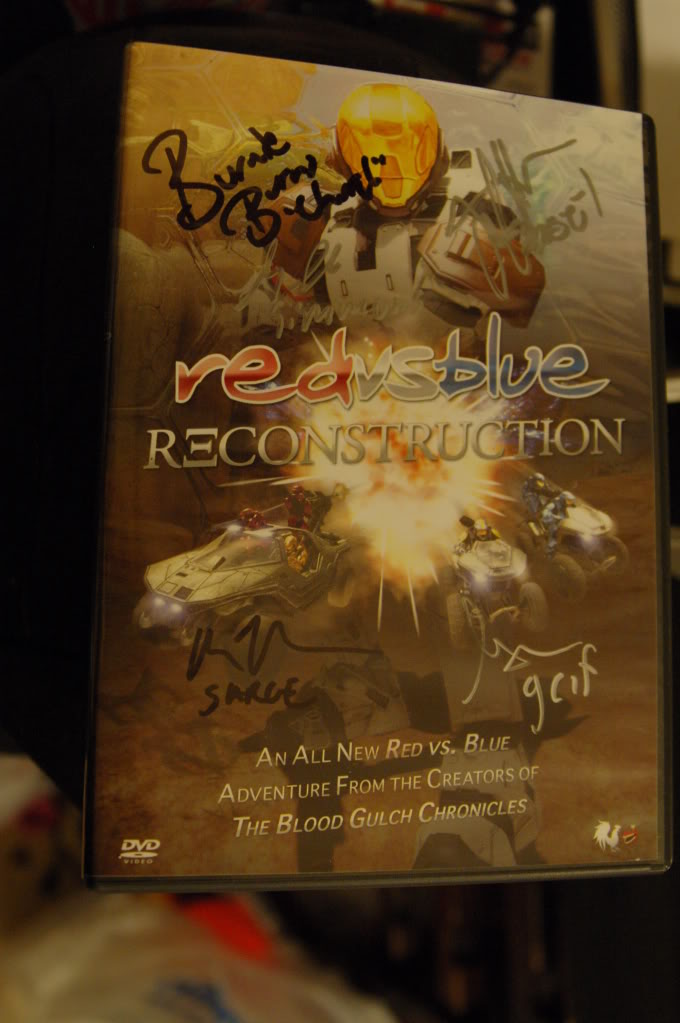 Burnie
Burns
redvsblue
RECONSTRUCTION
SARGE
grif
AN ALL NEW RED VS. BLUE
ADVENTURE FROM THE CREATORS OF
THE BLOOD GULCH CHRONICLES
DVD
VIDEO